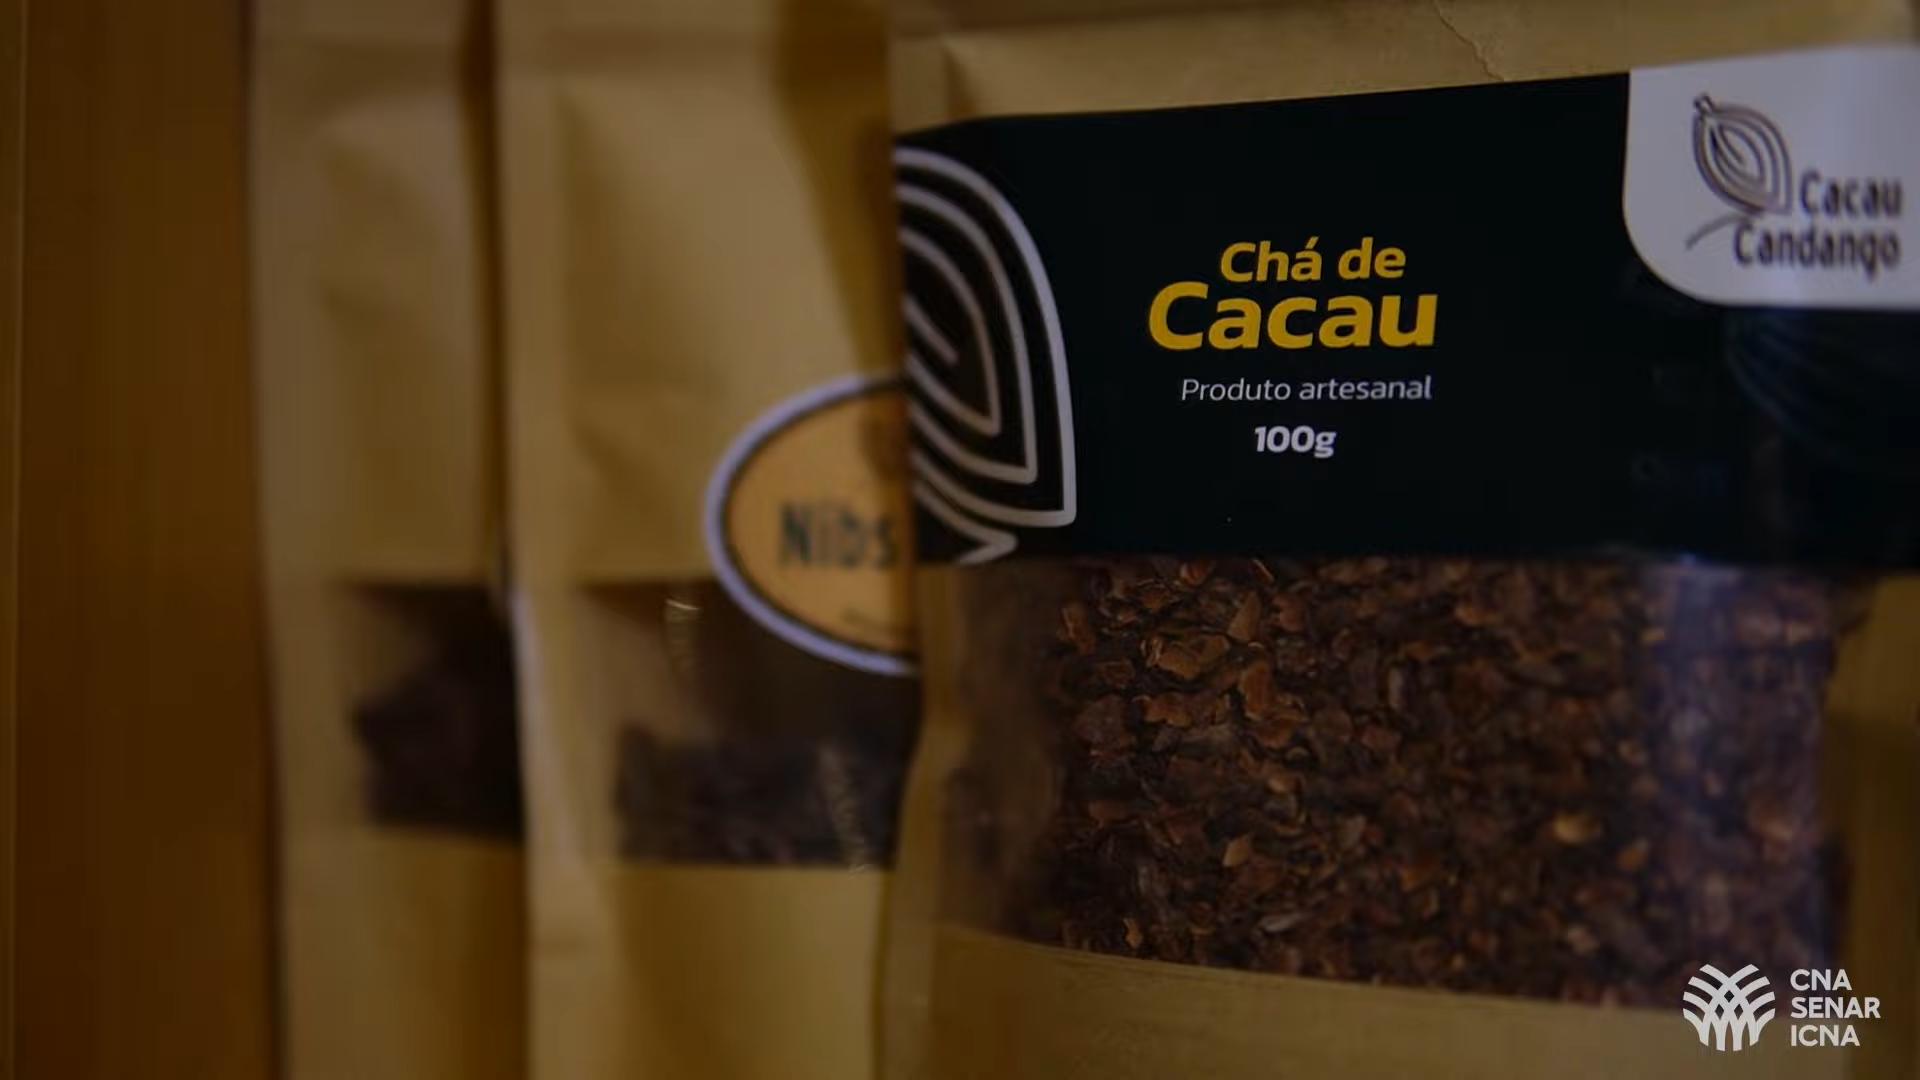 Cacau
Candango
Chá de
Cacau
Produto artesanal
100g
Nibs
CNA
SENAR
ICNA